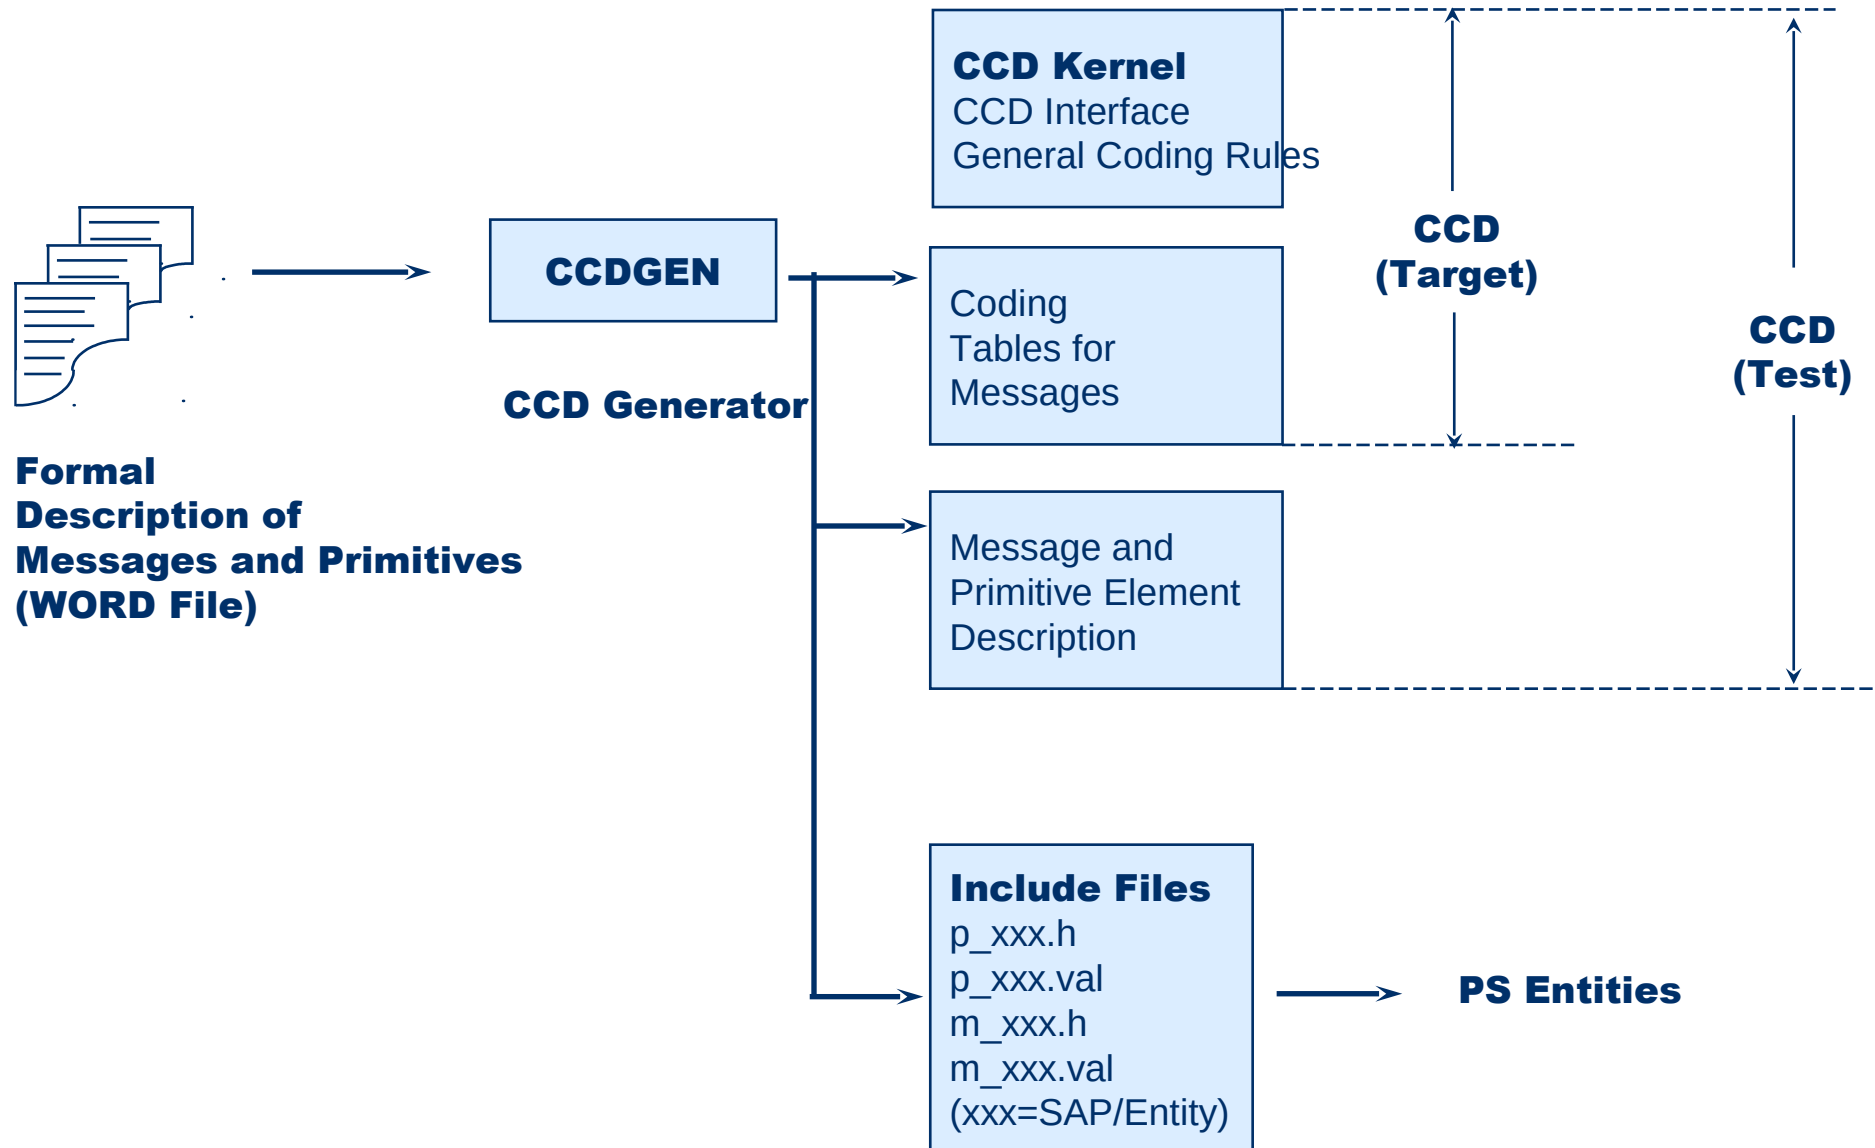 CCD Kernel
CCD Interface
General Coding Rules
CCD
(Target)
CCDGEN
Coding
Tables for
Messages
CCD
(Test)
CCD Generator
Formal
Description of
Messages and Primitives
(WORD File)
Message and
Primitive Element
Description
Include Files
p_xxx.h
p_xxx.val
m_xxx.h
m_xxx.val
(xxx=SAP/Entity)
PS Entities